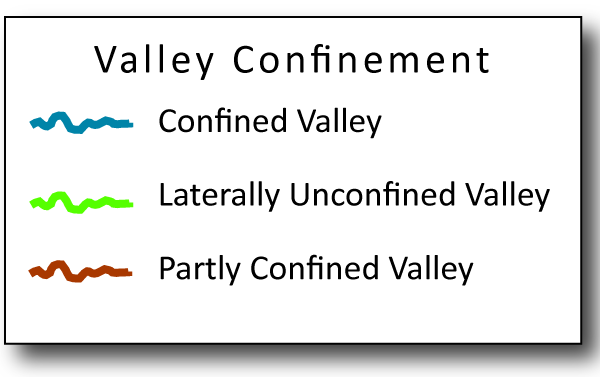 Valley Confinement
Confined Valley
Laterally Unconfined Valley
Partly Confined Valley